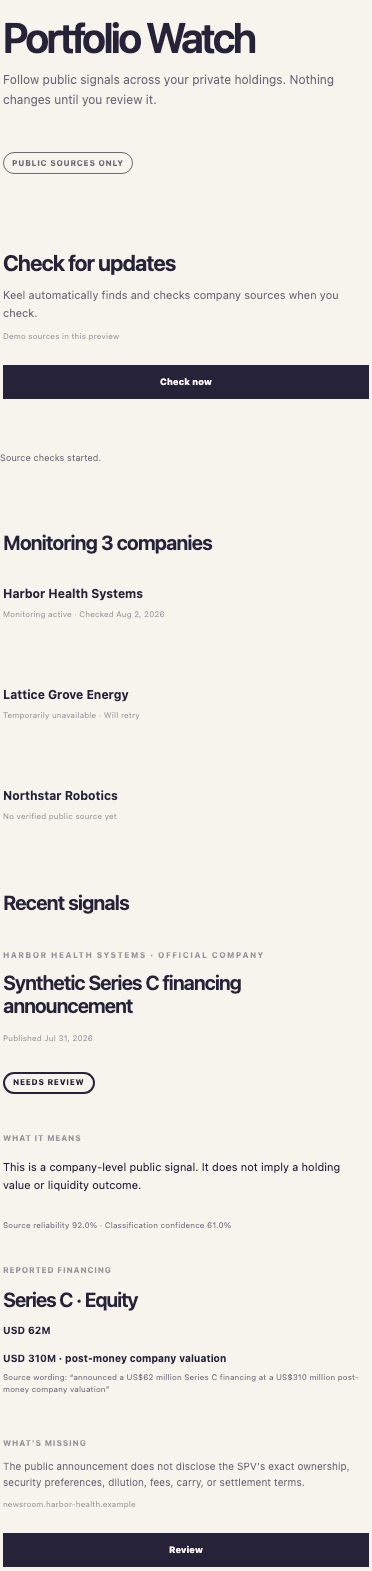 Portfolio Watch
Follow public signals across your private holdings. Nothing
changes until you review it.
PUBLIC SOURCES ONLY
Check for updates
Keel automatically finds and checks company sources when you
check.
Demo sources in this preview
Check now
Source checks started.
Monitoring 3 companies
Harbor Health Systems
Monitoring active · Checked Aug 2, 2026
Lattice Grove Energy
Temporarily unavailable · Will retry
Northstar Robotics
No verified public source yet
Recent signals
HARBOR HEALTH SYSTEMS · OFFICIAL COMPANY
Synthetic Series C financing
announcement
Published Jul 31, 2026
NEEDS REVIEW
WHAT IT MEANS
This is a company-level public signal. It does not imply a holding
value or liquidity outcome.
Source reliability 92.0% · Classification confidence 61.0%
REPORTED FINANCING
Series C · Equity
USD 62M
USD 310M · post-money company valuation
Source wording: “announced a US$62 million Series C financing at a US$310 million post-
money company valuation”
WHAT'S MISSING
The public announcement does not disclose the SPV's exact ownership,
security preferences, dilution, fees, carry, or settlement terms.
newsroom.harbor-health.example
Review